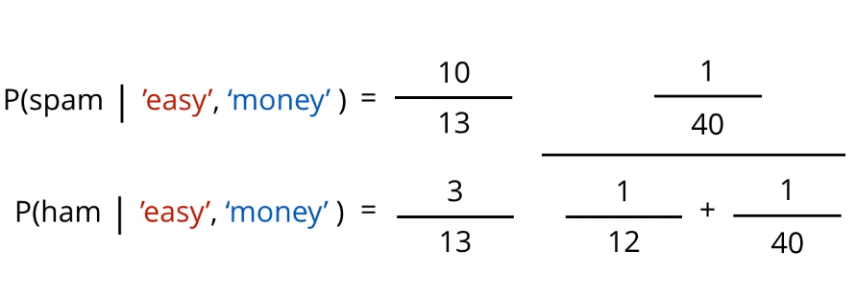 P(spam | 'easy', 'money' ) = 10/13
P(ham | 'easy', 'money' ) = 3/13
1/40
1/12 + 1/40